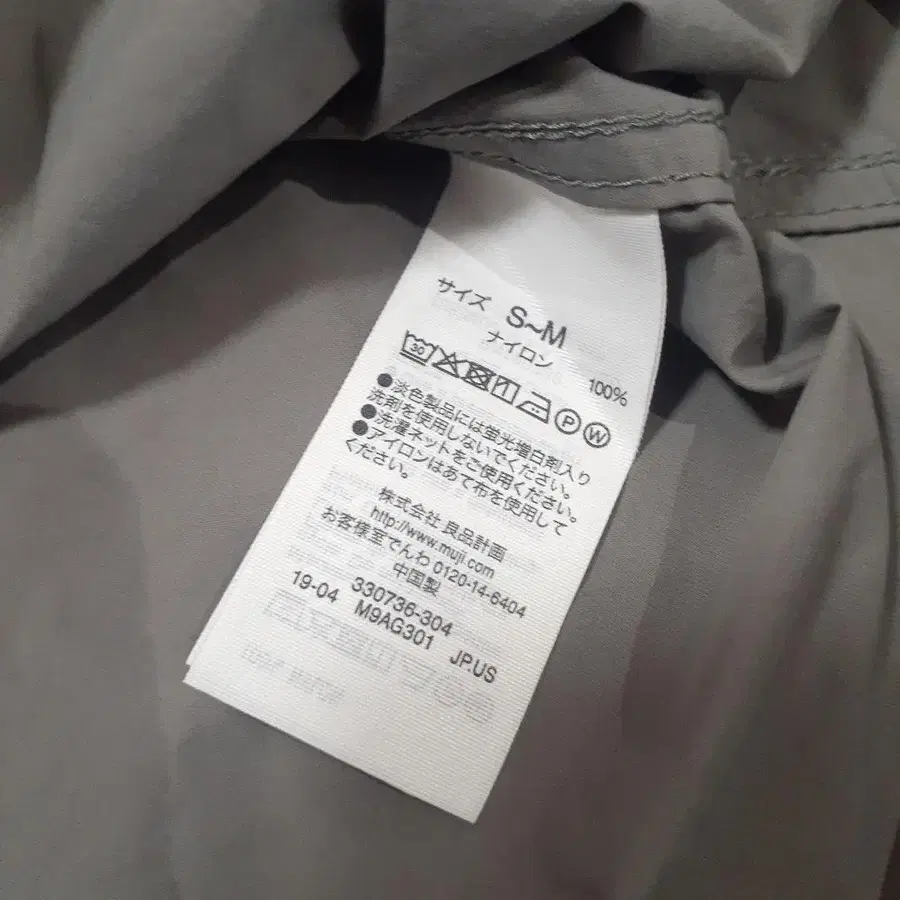 サイズ S~M
ナイロン 100%
30 P W
●淡色製品には蛍光増白剤入り
洗剤を使用しないでください。
●洗濯ネットをご使用ください。
●アイロンはあて布を使用して
ください。
株式会社 良品計画
http://www.muji.com
お客様室でんわ 0120-14-6404
中国製
330736-304
19-04 M9AG301 JP.US